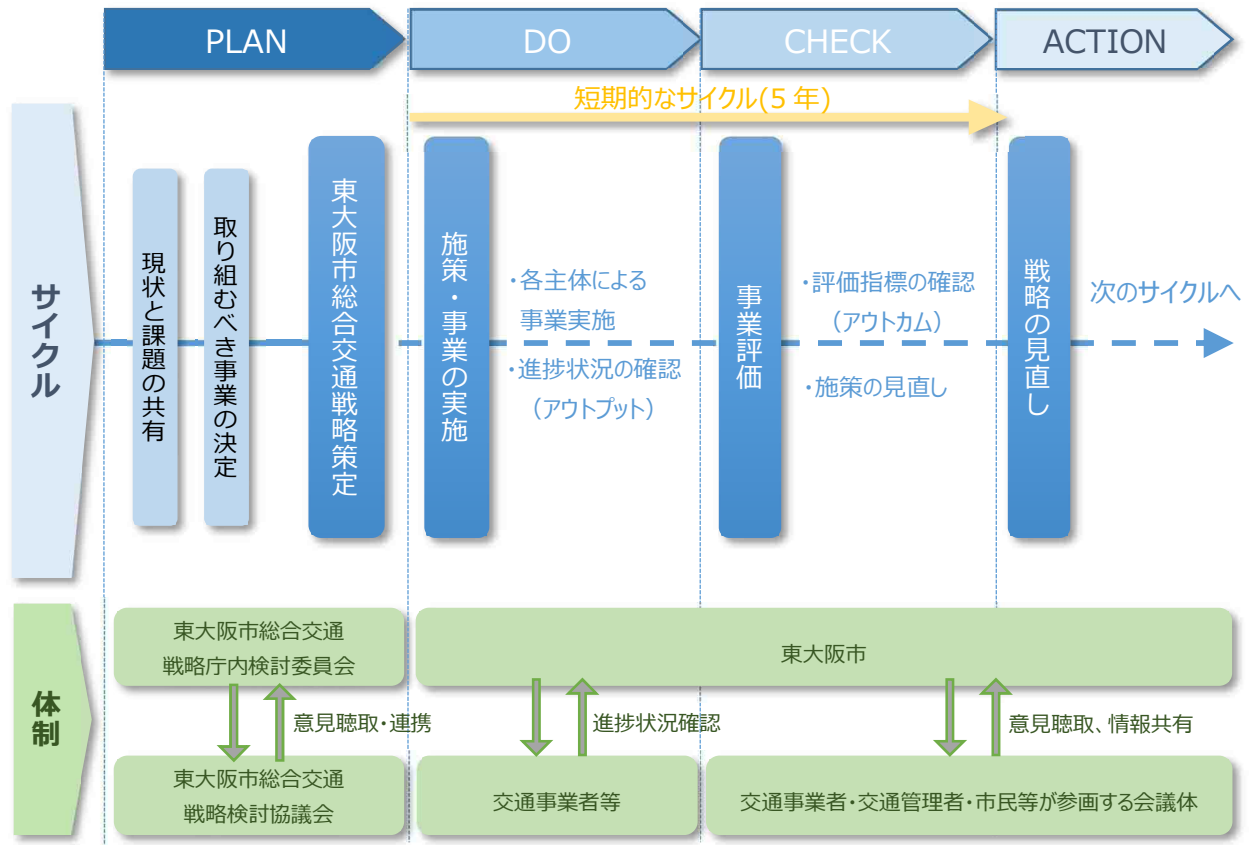 PLAN
DO
CHECK
ACTION
短期的なサイクル(5 年)
サイクル
現状と課題の共有
取り組むべき事業の決定
東大阪市総合交通戦略策定
施策・事業の実施
・各主体による
事業実施
・進捗状況の確認
（アウトプット）
事業評価
・評価指標の確認
（アウトカム）
・施策の見直し
戦略の見直し
次のサイクルへ
体制
東大阪市総合交通
戦略庁内検討委員会
意見聴取・連携
東大阪市総合交通
戦略検討協議会
東大阪市
進捗状況確認
意見聴取、情報共有
交通事業者等
交通事業者・交通管理者・市民等が参画する会議体